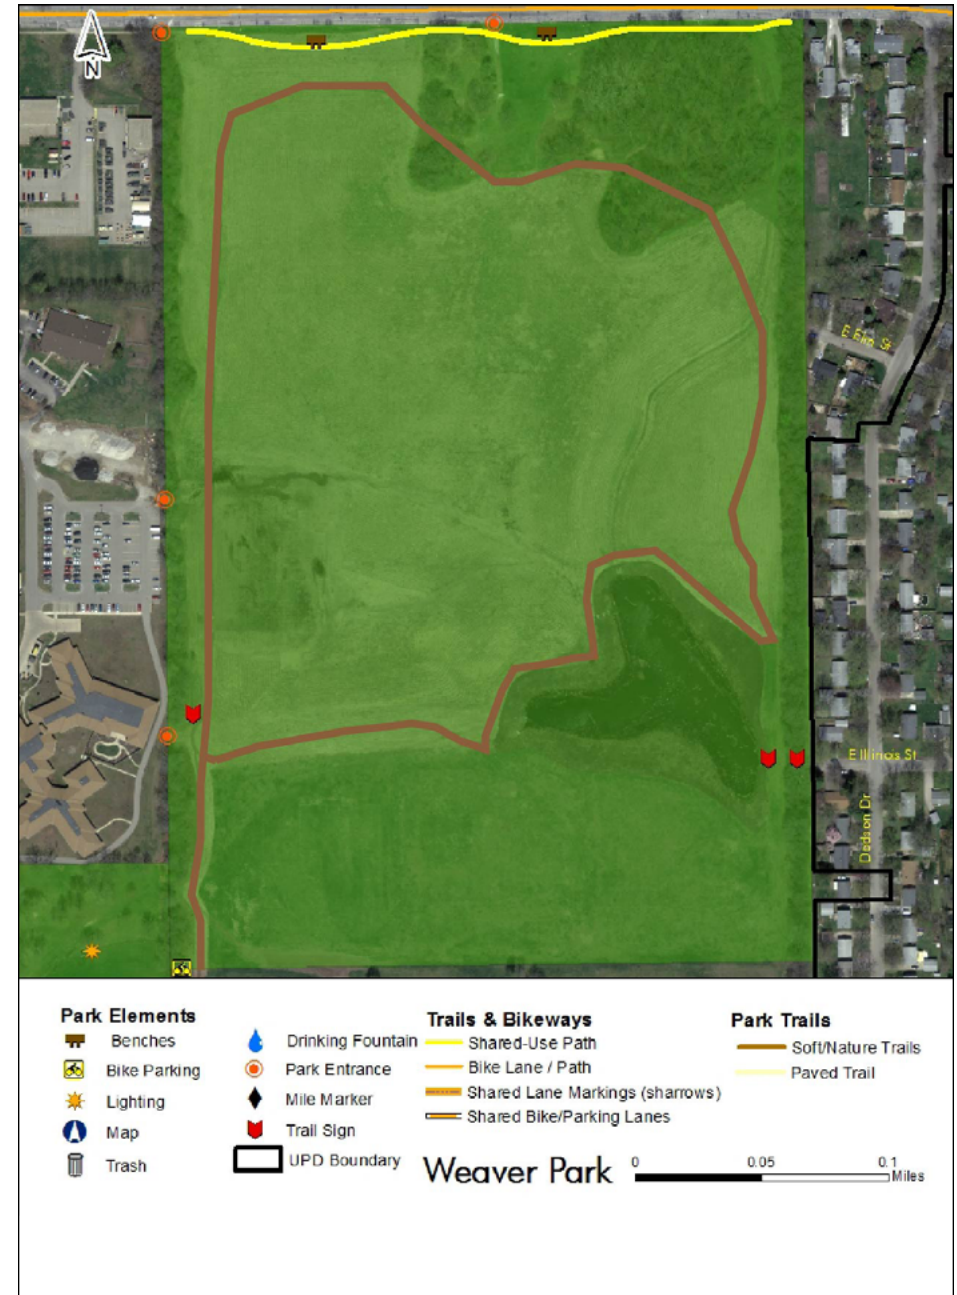 N
E Elm St
E Illinois St
Dodson Dr
Park Elements
Benches
Bike Parking
Lighting
Map
Trash
Drinking Fountain
Park Entrance
Mile Marker
Trail Sign
UPD Boundary
Trails & Bikeways
Shared-Use Path
Bike Lane / Path
Shared Lane Markings (sharrows)
Shared Bike/Parking Lanes
Park Trails
Soft/Nature Trails
Paved Trail
Weaver Park
0 0.05 0.1
Miles